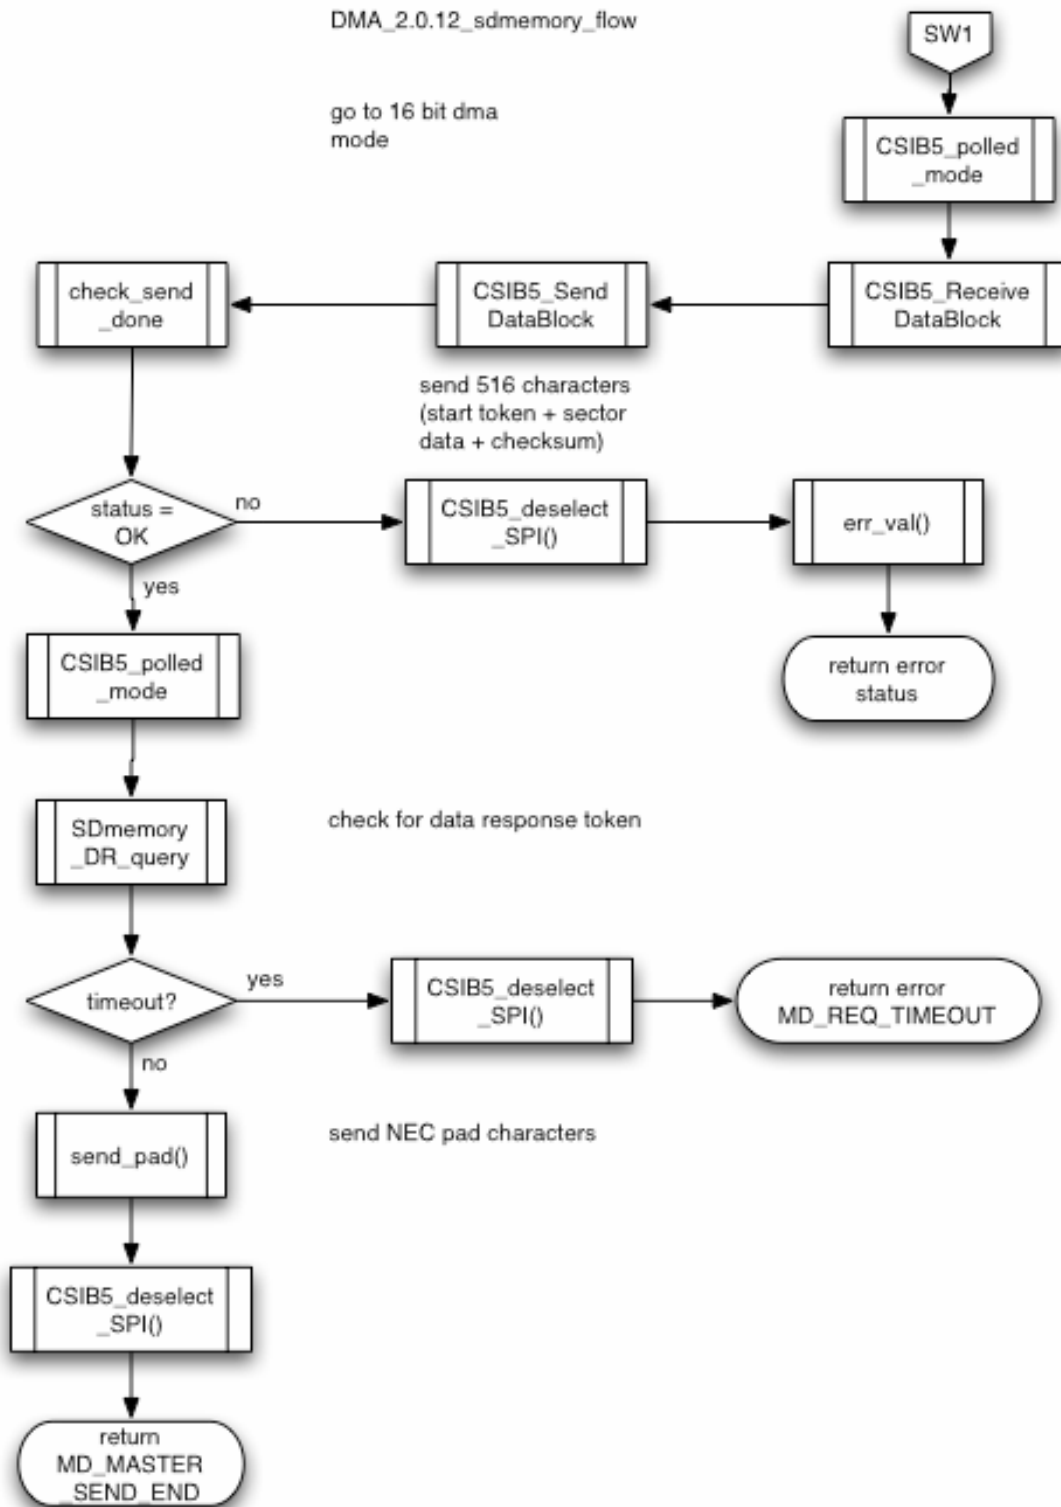 DMA_2.0.12_sdmemory_flow
SW1
go to 16 bit dma
mode
CSIB5_polled
_mode
check_send
_done
CSIB5_Send
DataBlock
CSIB5_Receive
DataBlock
send 516 characters
(start token + sector
data + checksum)
status =
OK
no
CSIB5_deselect
_SPI()
err_val()
yes
CSIB5_polled
_mode
return error
status
SDmemory
_DR_query
check for data response token
timeout?
yes
CSIB5_deselect
_SPI()
return error
MD_REQ_TIMEOUT
no
send_pad()
send NEC pad characters
CSIB5_deselect
_SPI()
return
MD_MASTER
_SEND_END